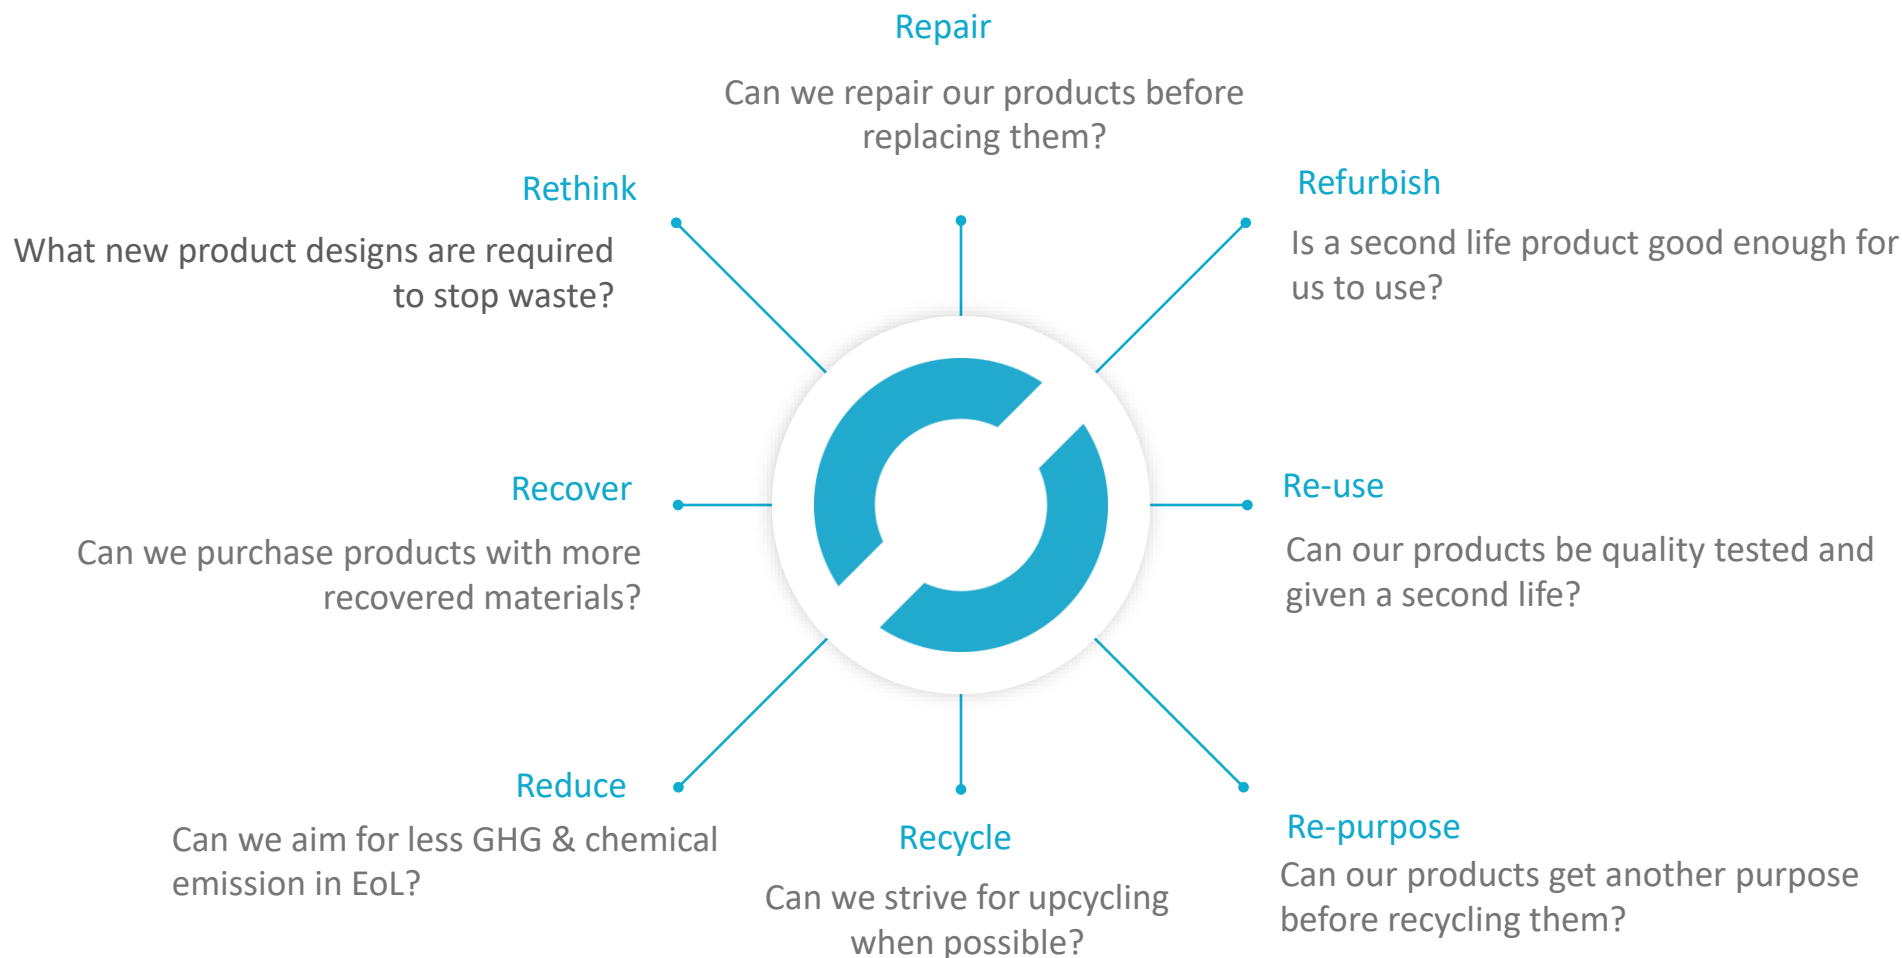 Repair
Can we repair our products before
replacing them?
Refurbish
Is a second life product good enough for
us to use?
Re-use
Can our products be quality tested and
given a second life?
Re-purpose
Can our products get another purpose
before recycling them?
Recycle
Can we strive for upcycling
when possible?
Reduce
Can we aim for less GHG & chemical
emission in EoL?
Recover
Can we purchase products with more
recovered materials?
Rethink
What new product designs are required
to stop waste?